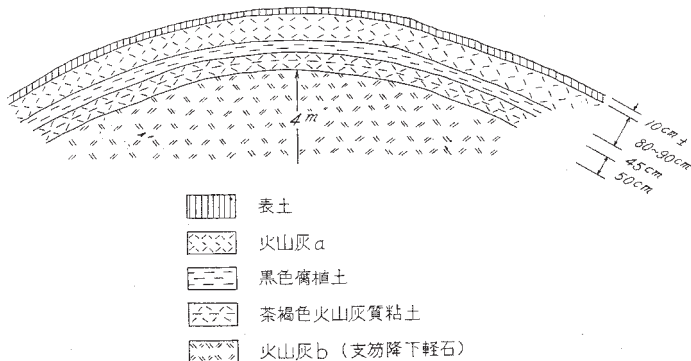 4m
10cm±
80~90cm
45cm
50cm
表土
火山灰a
黒色腐植土
茶褐色火山灰質粘土
火山灰b (支笏降下軽石)